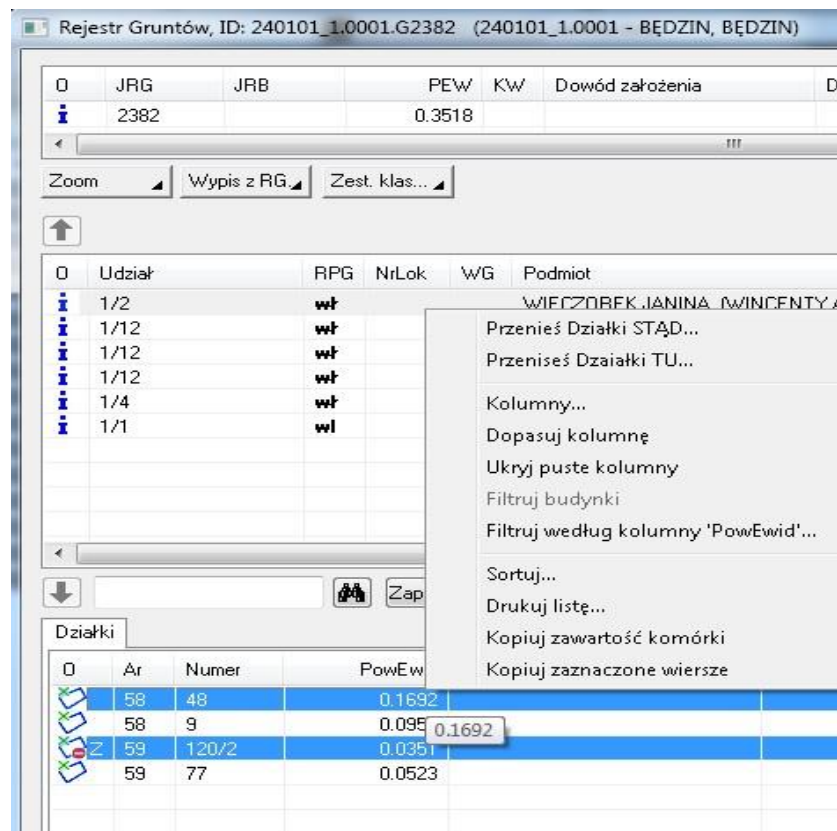 Rejestr Gruntów, ID: 240101_1.0001.G2382 (240101_1.0001 - BĘDZIN, BĘDZIN)
O JRG JRB PEW KW Dowód założenia D
2382 0.3518
Zoom Wypis z RG. Zest. klas...
O Udział RPG NrLok WG Podmiot
1/2 wł WIECZOREK JANINA (WINCENTY,A
1/12 wł
1/12 wł
1/12 wł
1/4 wł
1/1 wł
Przenieś Działki STĄD...
Przeniseś Dzaiałki TU...
Kolumny...
Dopasuj kolumnę
Ukryj puste kolumny
Filtruj budynki
Filtruj według kolumny 'PowEwid'...
Sortuj...
Drukuj listę...
Kopiuj zawartość komórki
Kopiuj zaznaczone wiersze
Zap
Działki
O Ar Numer PowEw
58 48 0.1692
58 9 0.095
0.1692
Z 59 120/2 0.0351
59 77 0.0523